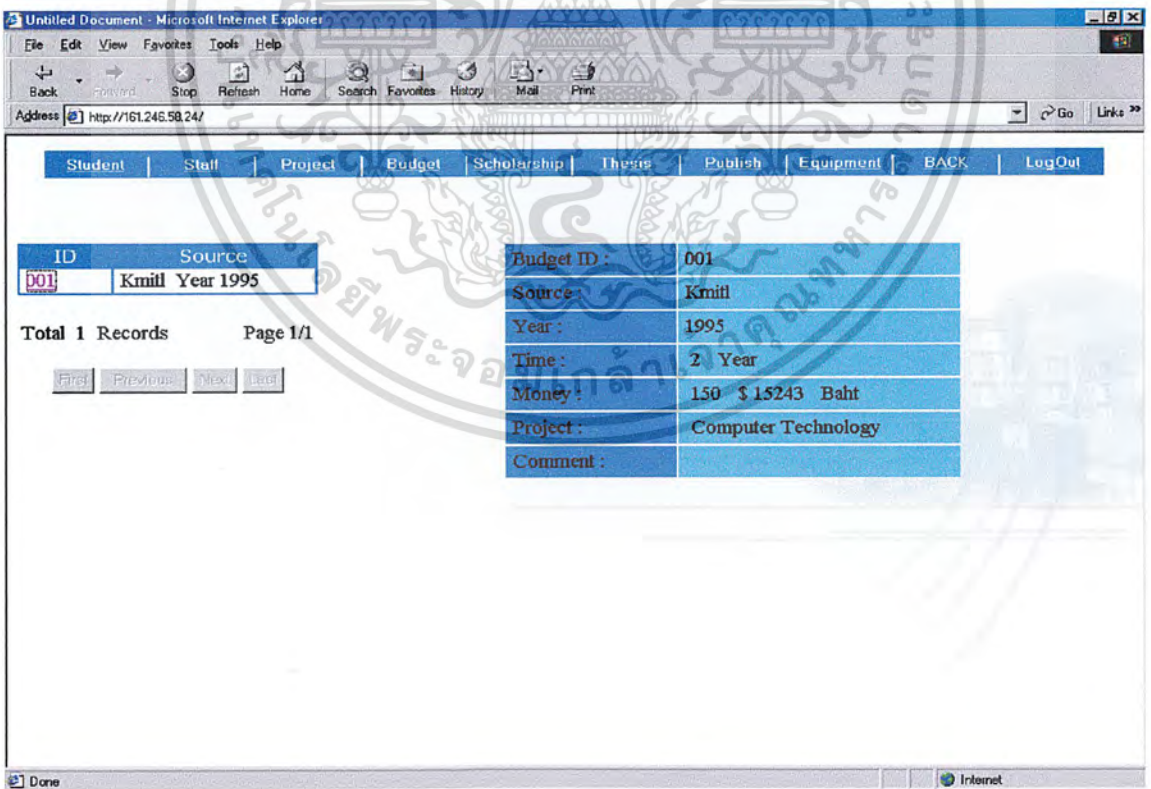 Untitled Document - Microsoft Internet Explorer
File Edit View Favorites Tools Help
Back Forward Stop Refresh Home Search Favorites History Mail Print
Address http://161.246.58.24/ Go Links »
Student | Staff | Project | Budget | Scholarship | Thesis | Publish | Equipment | BACK | LogOut
ID Source
001 Kmitl Year 1995
Total 1 Records Page 1/1
First Previous Next Last
Budget ID : 001
Source : Kmitl
Year : 1995
Time : 2 Year
Money : 150 $ 15243 Baht
Project : Computer Technology
Comment :
Done Internet